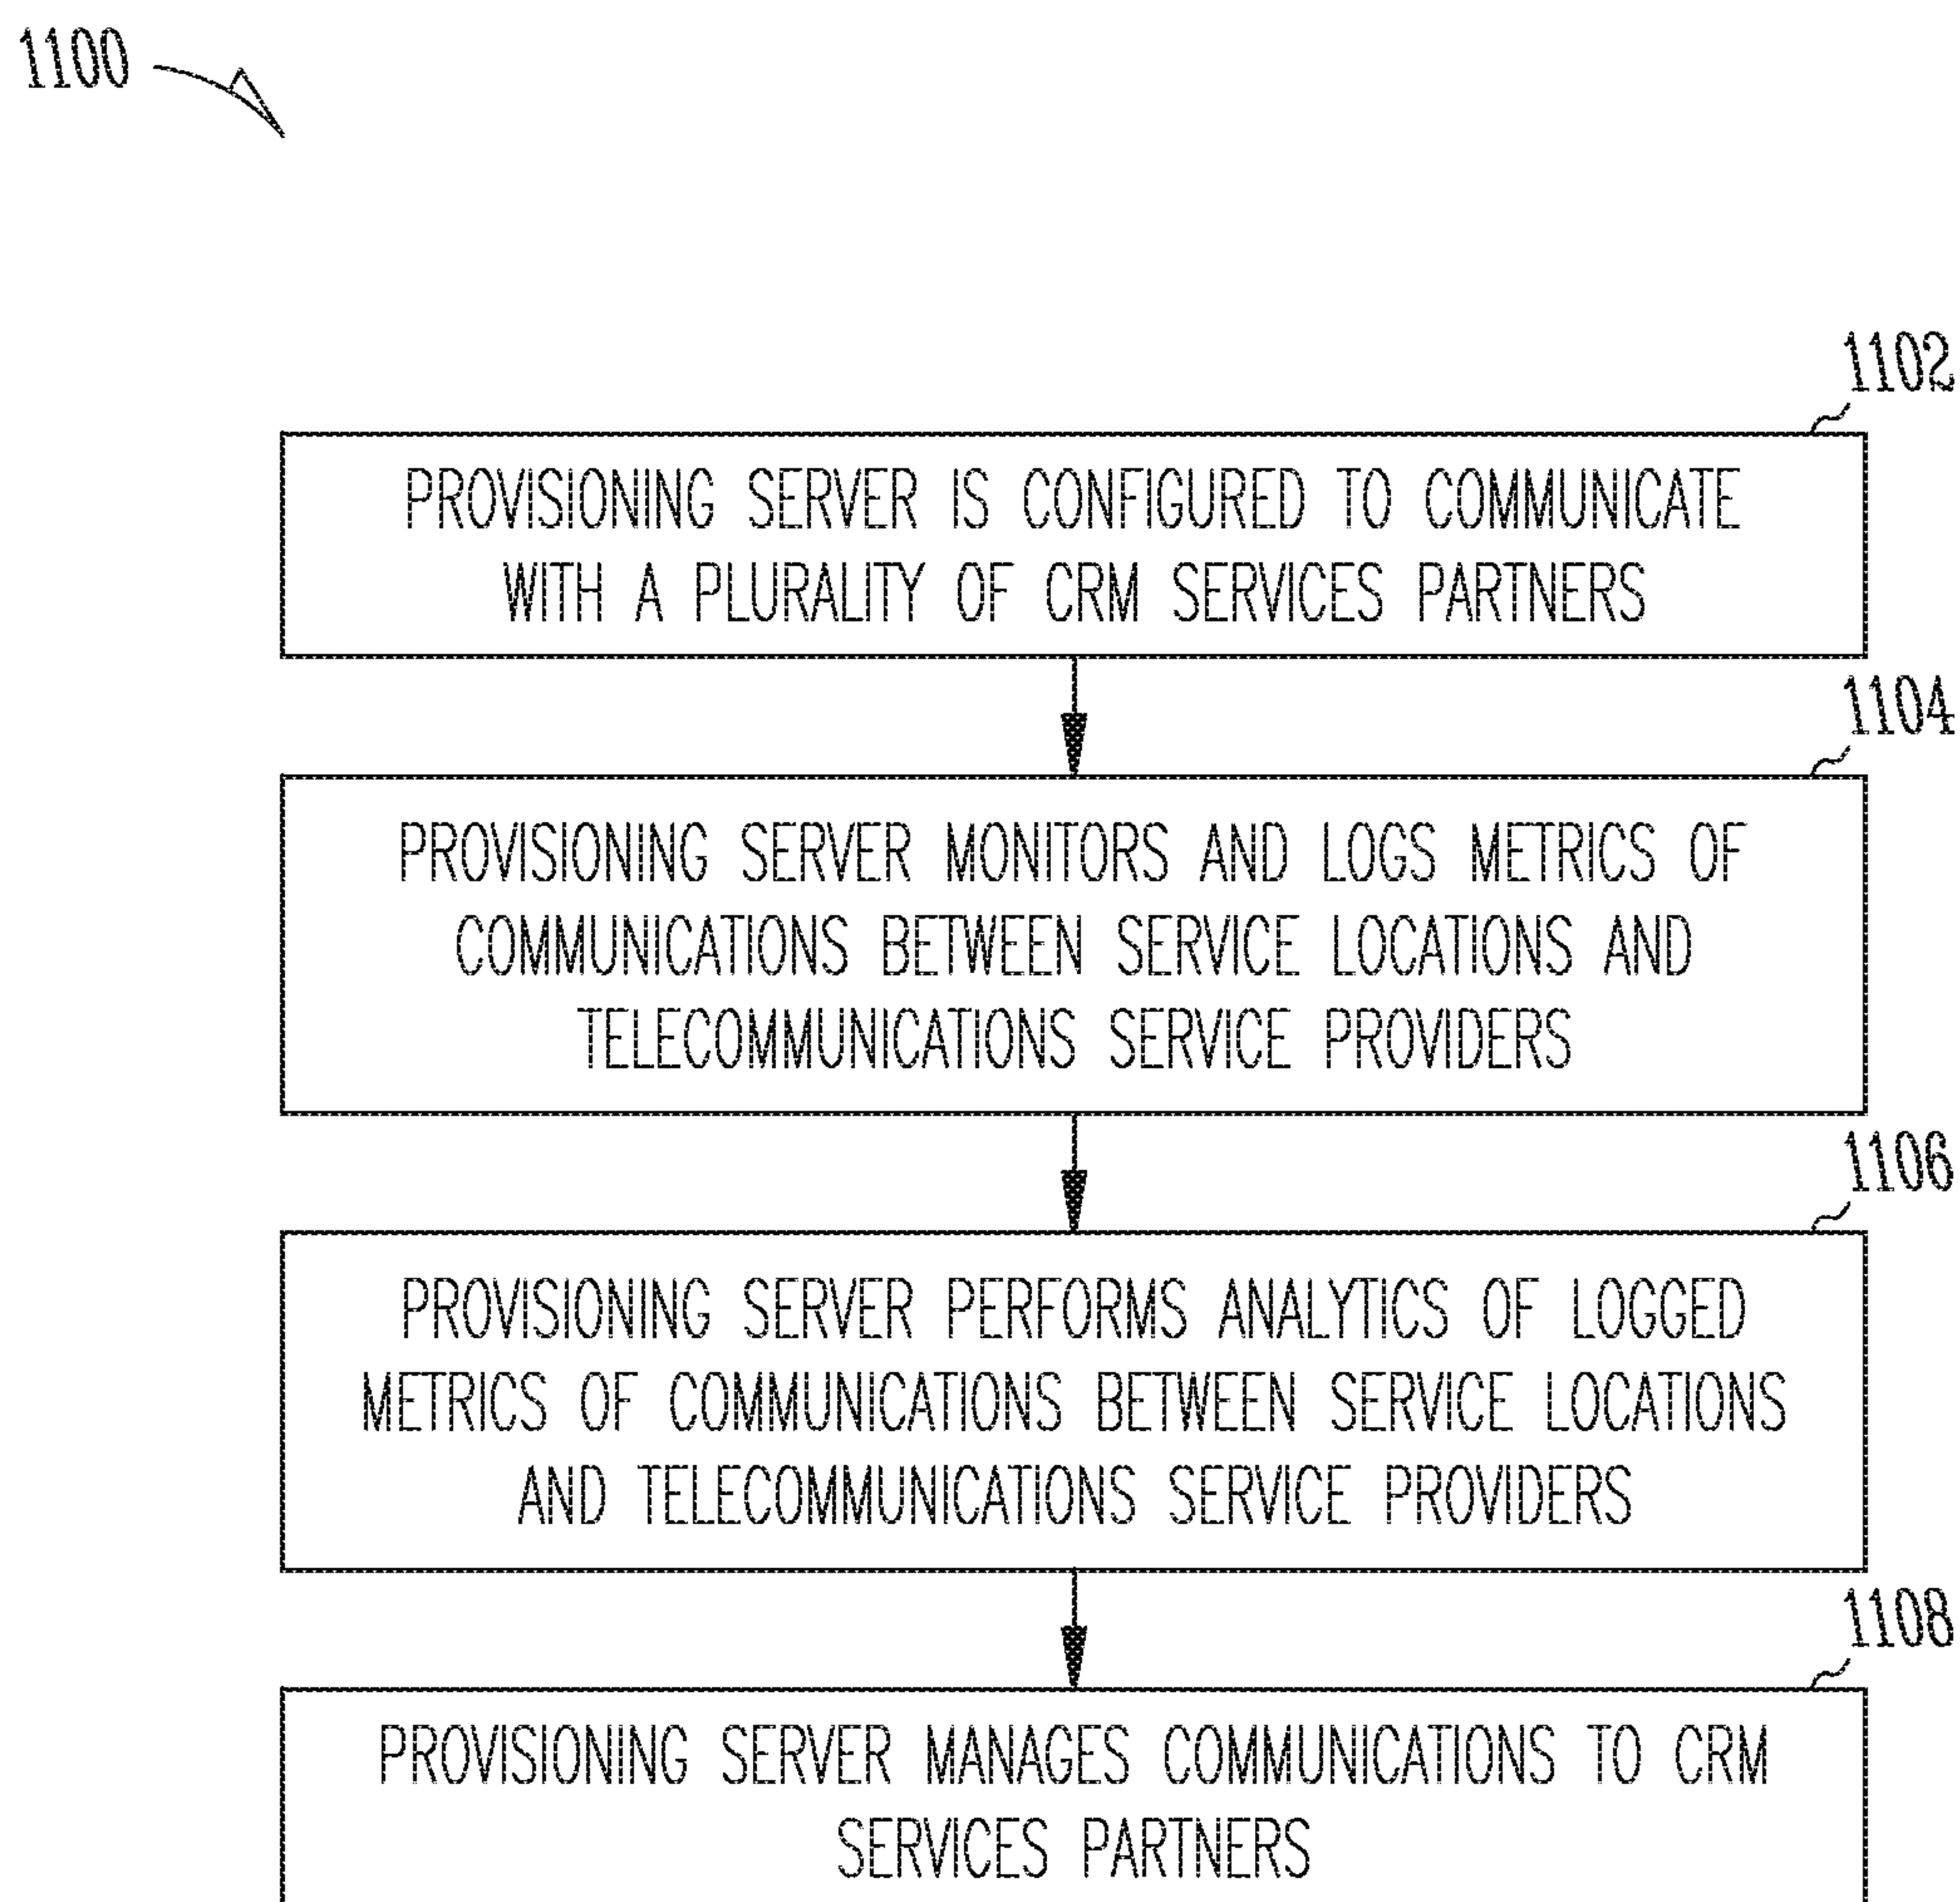 1100
1102
PROVISIONING SERVER IS CONFIGURED TO COMMUNICATE
WITH A PLURALITY OF CRM SERVICES PARTNERS
1104
PROVISIONING SERVER MONITORS AND LOGS METRICS OF
COMMUNICATIONS BETWEEN SERVICE LOCATIONS AND
TELECOMMUNICATIONS SERVICE PROVIDERS
1106
PROVISIONING SERVER PERFORMS ANALYTICS OF LOGGED
METRICS OF COMMUNICATIONS BETWEEN SERVICE LOCATIONS
AND TELECOMMUNICATIONS SERVICE PROVIDERS
1108
PROVISIONING SERVER MANAGES COMMUNICATIONS TO CRM
SERVICES PARTNERS